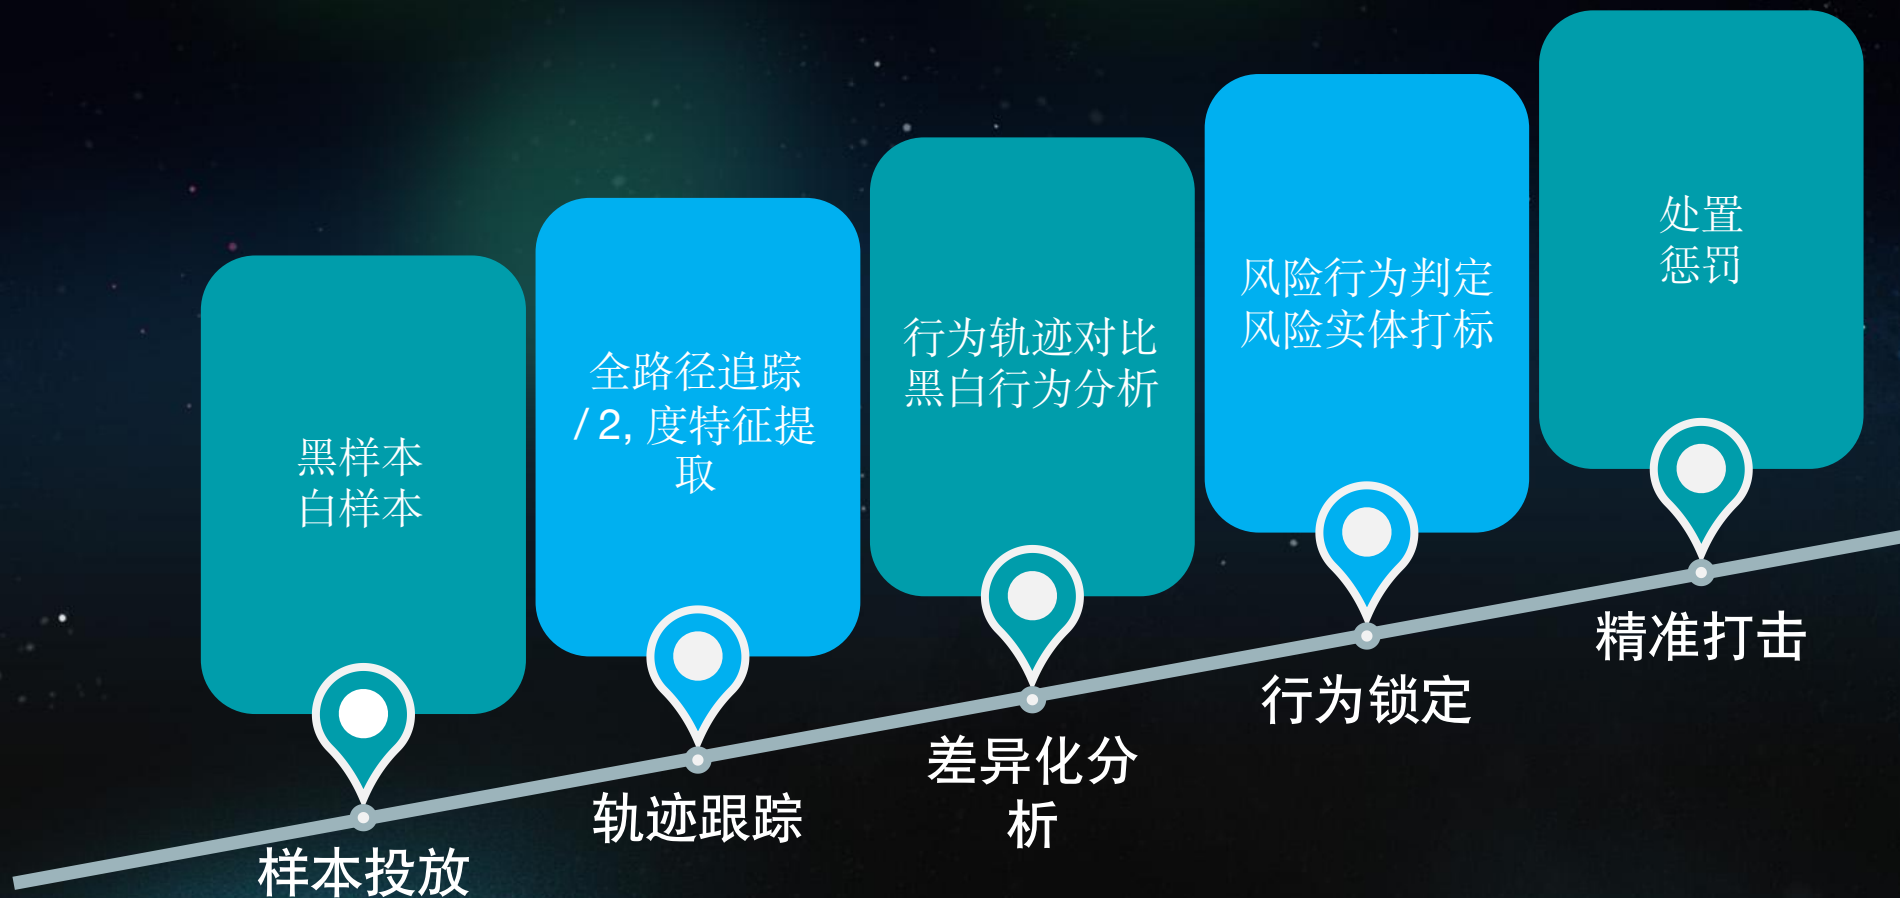 黑样本
白样本
样本投放
全路径追踪
/ 2, 度特征提
取
轨迹跟踪
行为轨迹对比
黑白行为分析
差异化分
析
风险行为判定
风险实体打标
行为锁定
处置
惩罚
精准打击